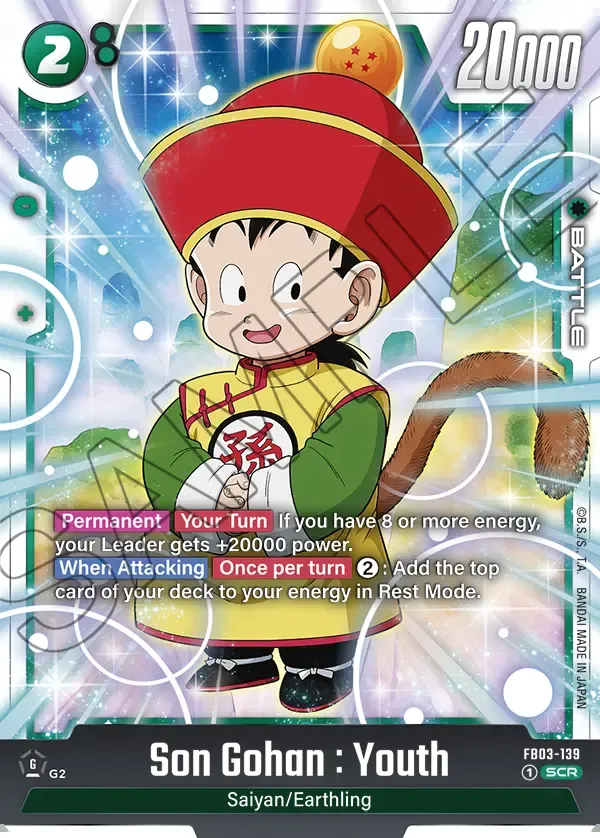 2
20000
BATTLE
孫
SAMPLE
Permanent Your Turn If you have 8 or more energy,
your Leader gets +20000 power.
When Attacking Once per turn ② : Add the top
card of your deck to your energy in Rest Mode.
©B.S./S., T.A. BANDAI MADE IN JAPAN
G
G2
Son Gohan : Youth
FB03-139
① SCR
Saiyan/Earthling